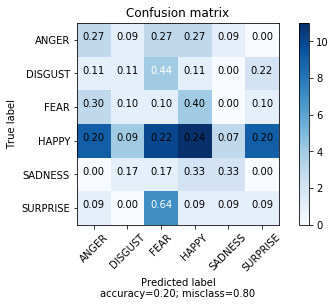 Confusion matrix
True label
ANGER 0.27 0.09 0.27 0.27 0.09 0.00
DISGUST 0.11 0.11 0.44 0.11 0.00 0.22
FEAR 0.30 0.10 0.10 0.40 0.00 0.10
HAPPY 0.20 0.09 0.22 0.24 0.07 0.20
SADNESS 0.00 0.17 0.17 0.33 0.33 0.00
SURPRISE 0.09 0.00 0.64 0.09 0.09 0.09
ANGER DISGUST FEAR HAPPY SADNESS SURPRISE
Predicted label
accuracy=0.20; misclass=0.80
10
8
6
4
2
0